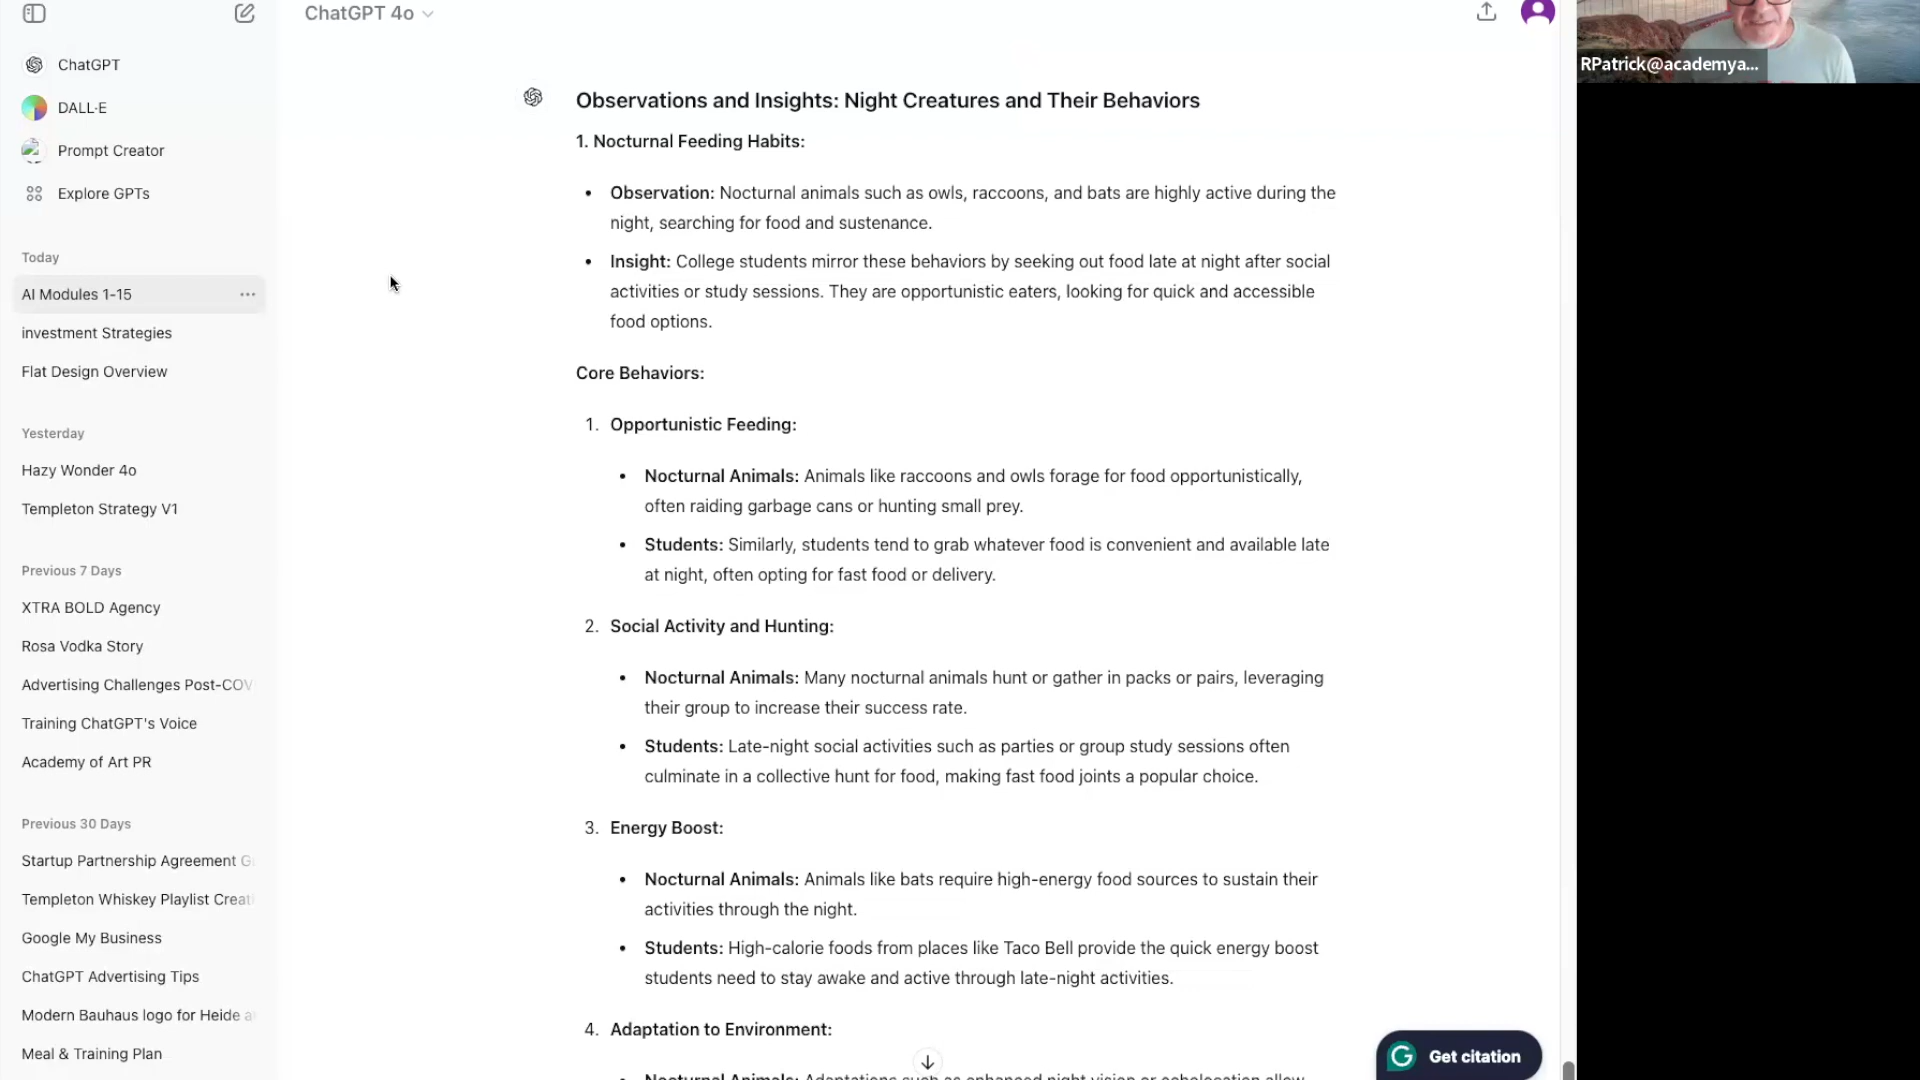 ChatGPT 4o
RPatrick@academya...
ChatGPT
DALL·E
Prompt Creator
Explore GPTs
Today
AI Modules 1-15
investment Strategies
Flat Design Overview
Yesterday
Hazy Wonder 4o
Templeton Strategy V1
Previous 7 Days
XTRA BOLD Agency
Rosa Vodka Story
Advertising Challenges Post-COV
Training ChatGPT's Voice
Academy of Art PR
Previous 30 Days
Startup Partnership Agreement G
Templeton Whiskey Playlist Creat
Google My Business
ChatGPT Advertising Tips
Modern Bauhaus logo for Heide a
Meal & Training Plan
Observations and Insights: Night Creatures and Their Behaviors
1. Nocturnal Feeding Habits:
• Observation: Nocturnal animals such as owls, raccoons, and bats are highly active during the
night, searching for food and sustenance.
• Insight: College students mirror these behaviors by seeking out food late at night after social
activities or study sessions. They are opportunistic eaters, looking for quick and accessible
food options.
Core Behaviors:
1. Opportunistic Feeding:
• Nocturnal Animals: Animals like raccoons and owls forage for food opportunistically,
often raiding garbage cans or hunting small prey.
• Students: Similarly, students tend to grab whatever food is convenient and available late
at night, often opting for fast food or delivery.
2. Social Activity and Hunting:
• Nocturnal Animals: Many nocturnal animals hunt or gather in packs or pairs, leveraging
their group to increase their success rate.
• Students: Late-night social activities such as parties or group study sessions often
culminate in a collective hunt for food, making fast food joints a popular choice.
3. Energy Boost:
• Nocturnal Animals: Animals like bats require high-energy food sources to sustain their
activities through the night.
• Students: High-calorie foods from places like Taco Bell provide the quick energy boost
students need to stay awake and active through late-night activities.
4. Adaptation to Environment:
• Nocturnal Animals: Adaptations such as enhanced night vision or echolocation allow
Get citation